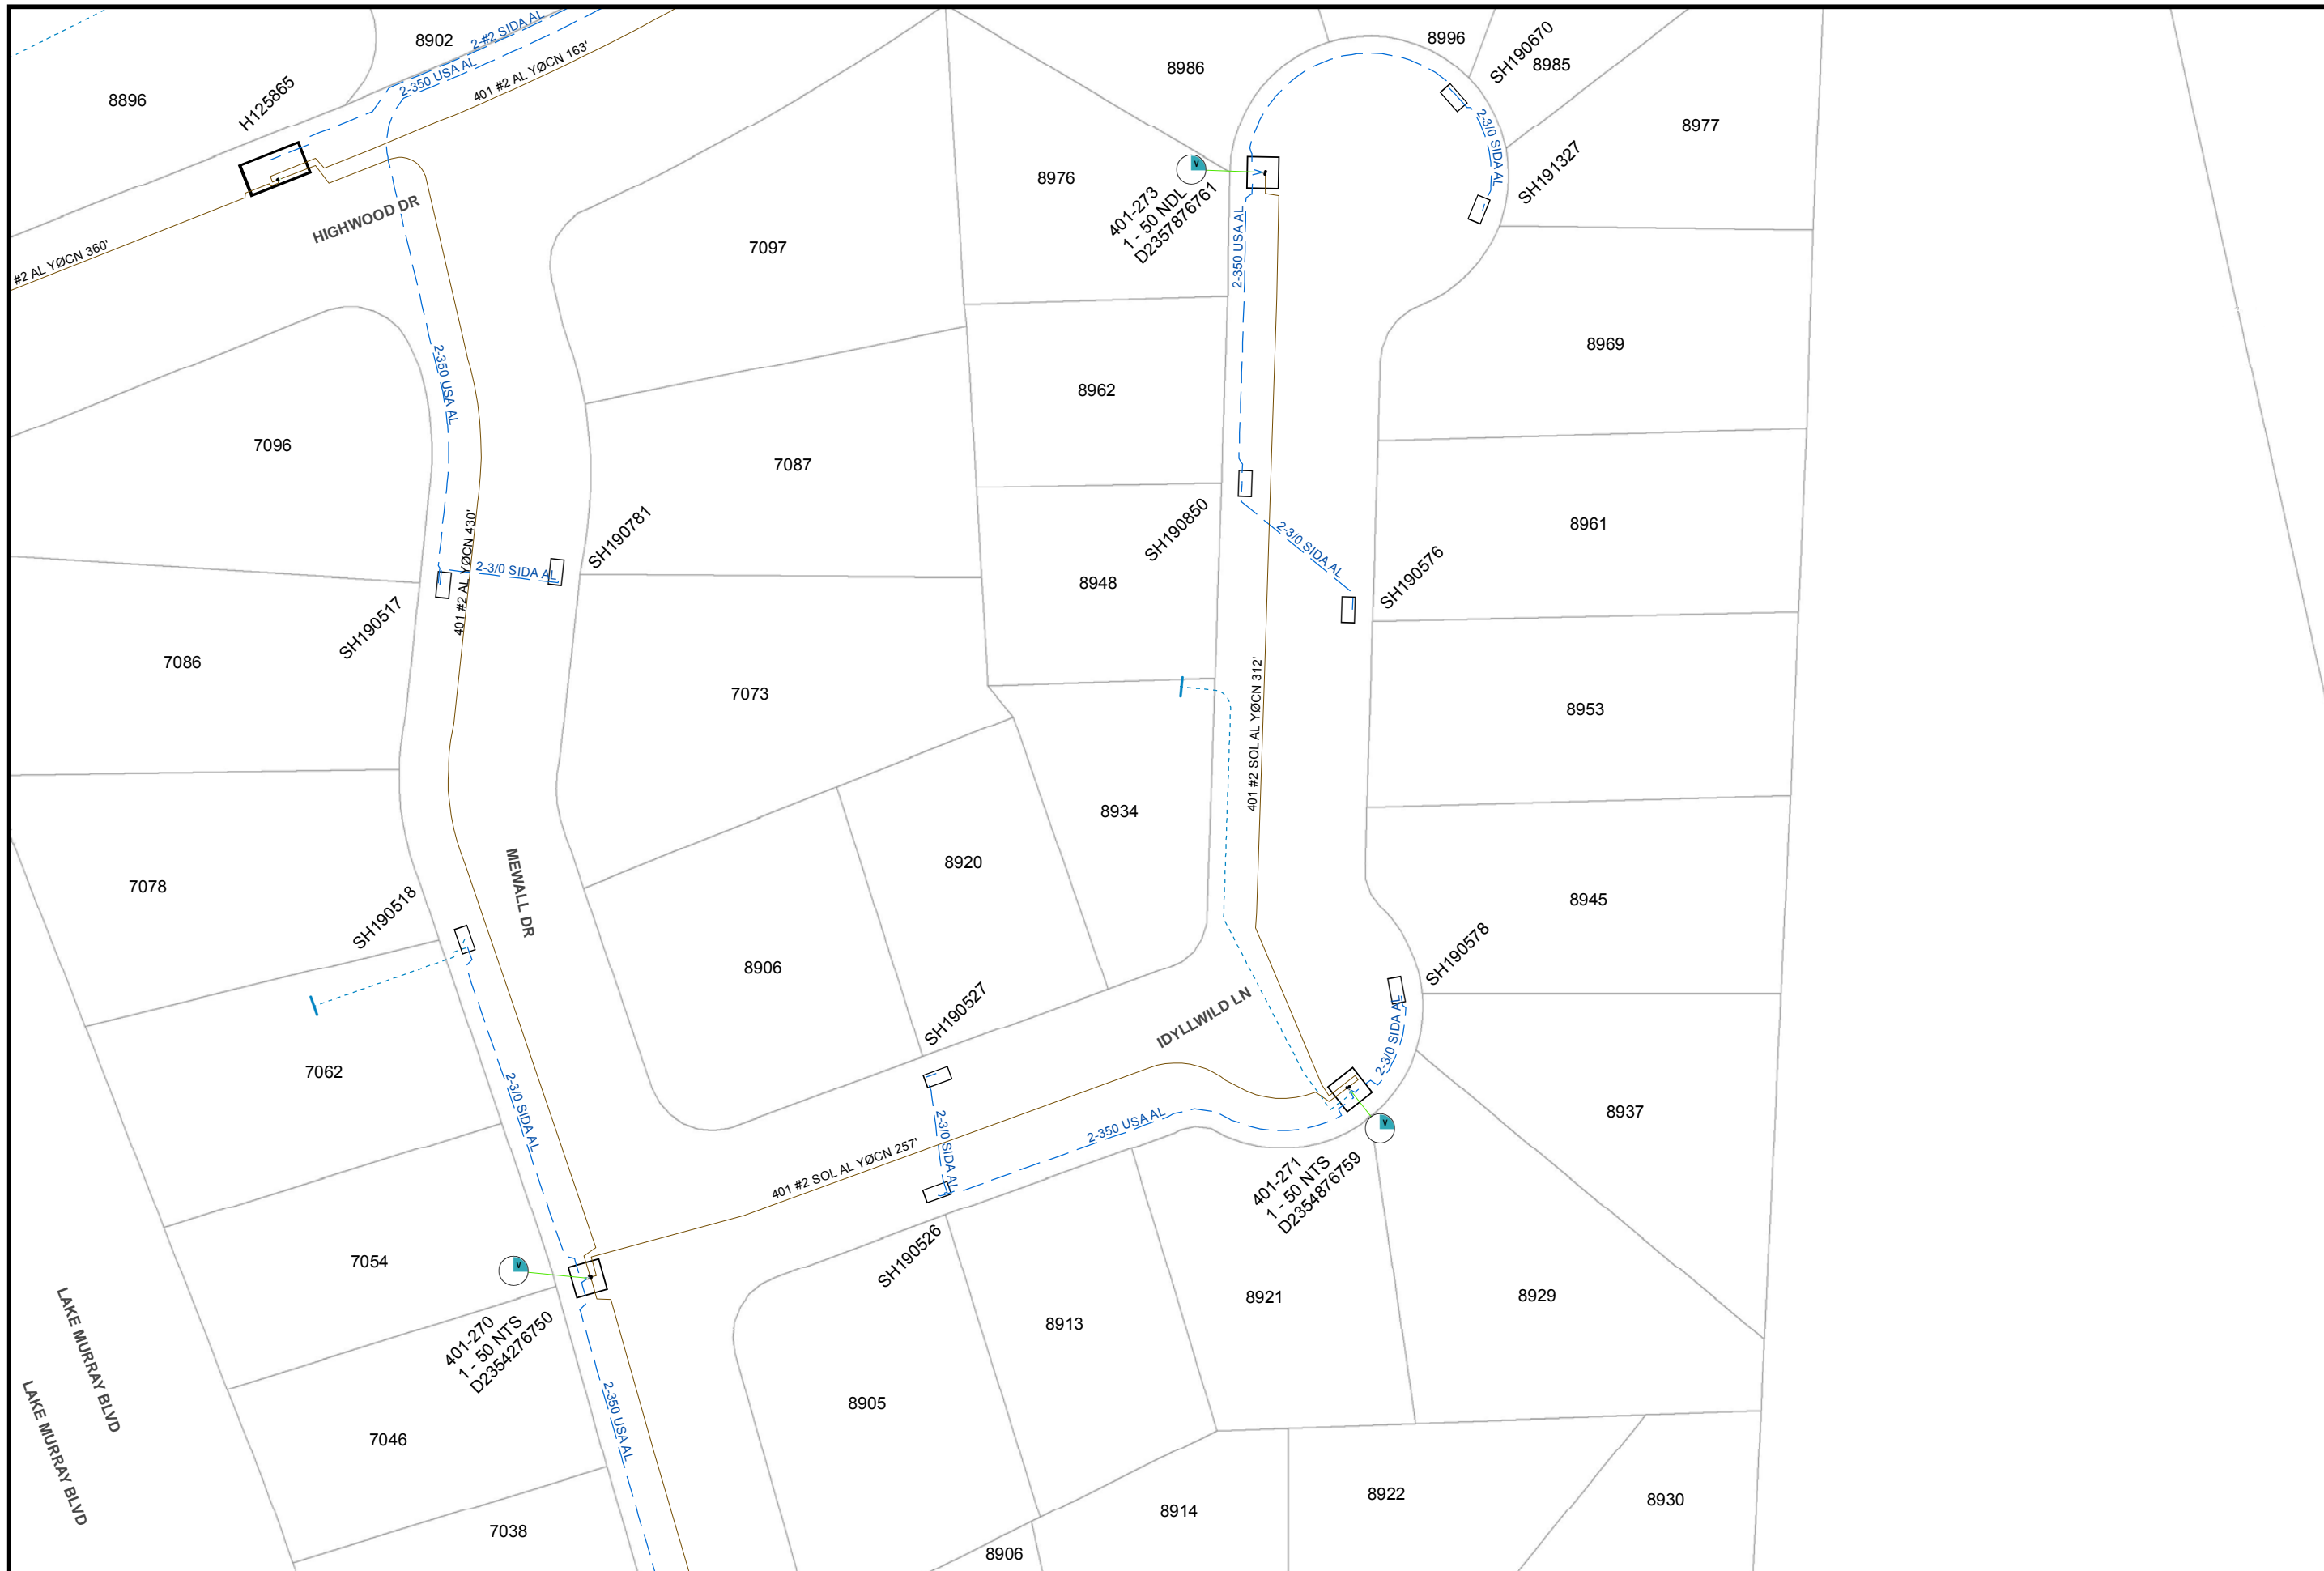 8902
2-#2 SIDA AL
2-350 USA AL
401 #2 AL YØCN 163'
8896
H125865
HIGHWOOD DR
#2 AL YØCN 360'
8986
8996
SH190670
8985
8977
2-3/0 SIDA AL
SH191327
8976
V
401-273
1 - 50 NDL
D2357876761
2-350 USA AL
7097
8969
8962
2-350 USA AL
7096
7087
8961
SH190850
2-3/0 SIDA AL
SH190576
8948
SH190781
2-3/0 SIDA AL
401 #2 AL YØCN 430'
SH190517
7086
7073
8953
401 #2 SOL AL YØCN 312'
8934
8920
7078
MEWALL DR
SH190518
8945
8906
SH190578
SH190527
IDYLLWILD LN
2-3/0 SIDA AL
7062
2-3/0 SIDA AL
8937
2-3/0 SIDA AL
2-350 USA AL
V
401-271
1 - 50 NTS
D2354876759
401 #2 SOL AL YØCN 257'
SH190526
7054
V
401-270
1 - 50 NTS
D2354276750
8921
8929
8913
LAKE MURRAY BLVD
LAKE MURRAY BLVD
2-350 USA AL
8905
7046
8922
8930
8914
7038
8906